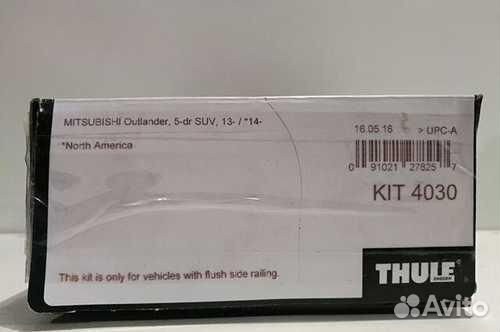 MITSUBISHI Outlander, 5-dr SUV, 13- / *14-
*North America
16.05.18 > UPC-A
0 91021 27825 7
KIT 4030
This kit is only for vehicles with flush side railing.
THULE
SWEDEN
Avito